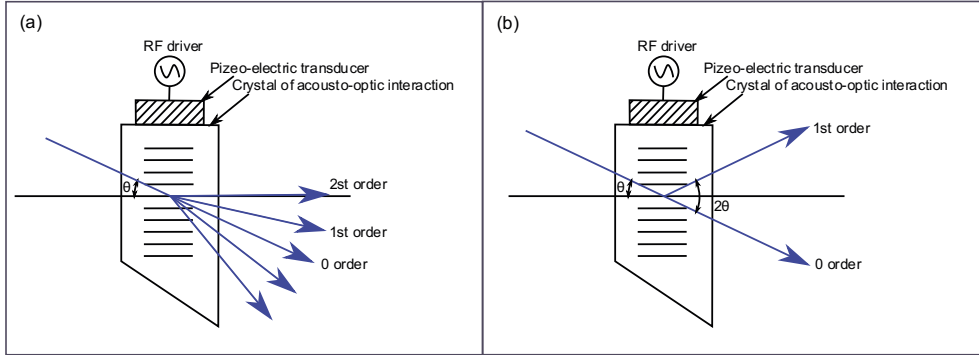 (a)
RF driver
Pizeo-electric transducer
Crystal of acousto-optic interaction
θ
2st order
1st order
0 order
(b)
RF driver
Pizeo-electric transducer
Crystal of acousto-optic interaction
1st order
θ
2θ
0 order